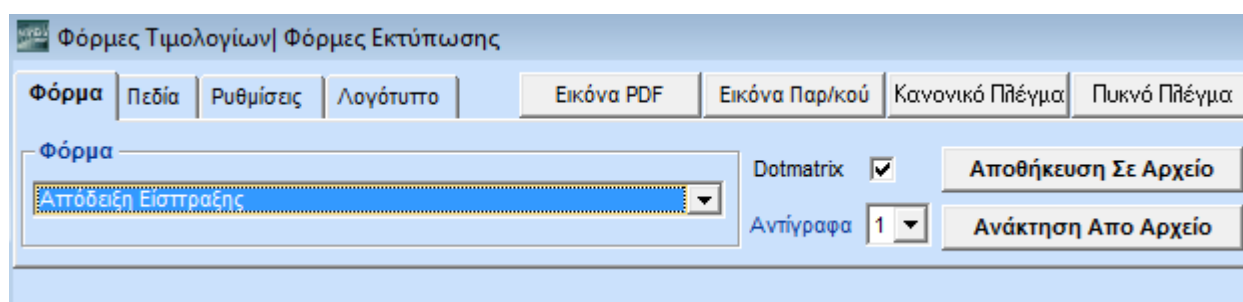 Φόρμες Τιμολογίων| Φόρμες Εκτύπωσης
Φόρμα Πεδία Ρυθμίσεις Λογότυπο Εικόνα PDF Εικόνα Παρ/κού Κανονικό Πλέγμα Πυκνό Πλέγμα
Φόρμα
Απόδειξη Είσπραξης
Dotmatrix Αποθήκευση Σε Αρχείο
Αντίγραφα 1 Ανάκτηση Απο Αρχείο